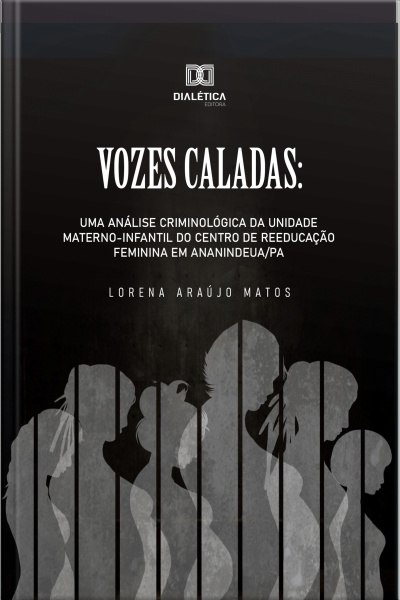 DIALÉTICA
EDITORA
VOZES CALADAS:
UMA ANÁLISE CRIMINOLÓGICA DA UNIDADE
MATERNO-INFANTIL DO CENTRO DE REEDUCAÇÃO
FEMININA EM ANANINDEUA/PA
LORENA ARAÚJO MATOS